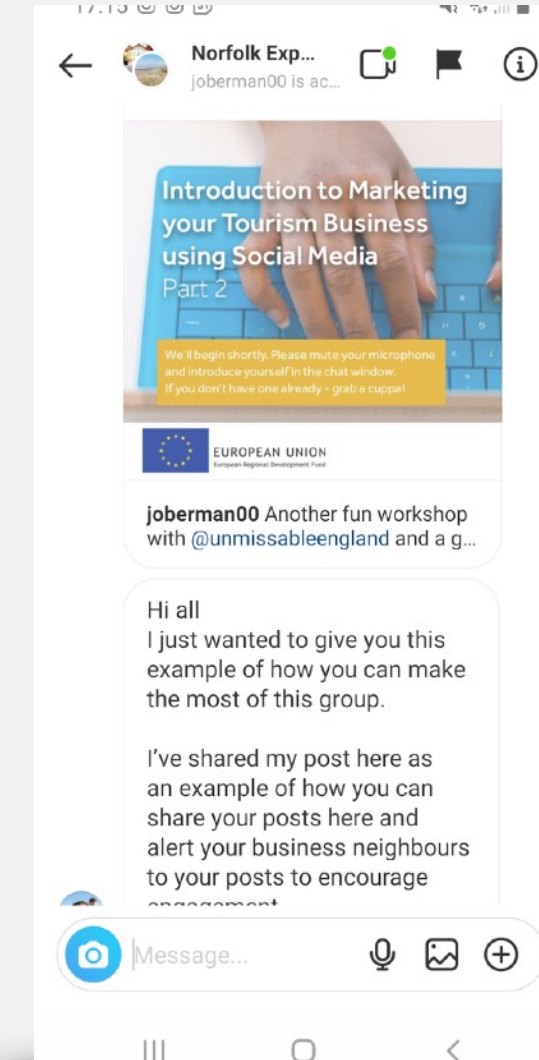 17:15
Norfolk Exp...
joberman00 is ac...
Introduction to Marketing
your Tourism Business
using Social Media
Part 2
We'll begin shortly. Please mute your microphone
and introduce yourself in the chat window.
If you don't have one already - grab a cuppa!
EUROPEAN UNION
European Regional Development Fund
joberman00 Another fun workshop
with @unmissableengland and a g...
Hi all
I just wanted to give you this
example of how you can make
the most of this group.
I've shared my post here as
an example of how you can
share your posts here and
alert your business neighbours
to your posts to encourage
engagement
Message...